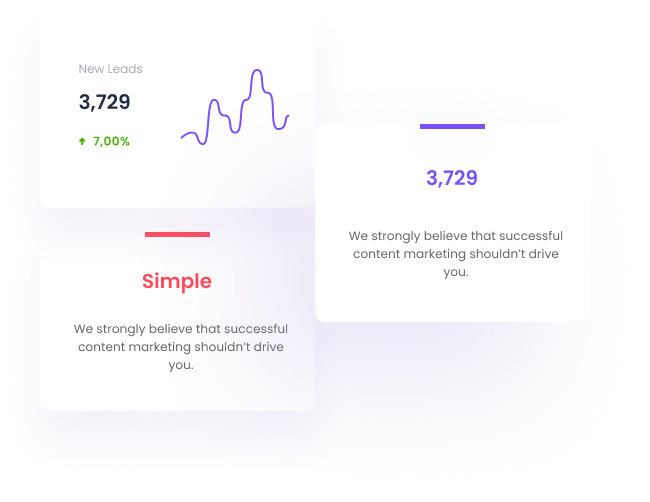 New Leads
3,729
7,00%
Simple
We strongly believe that successful
content marketing shouldn't drive
you.
3,729
We strongly believe that successful
content marketing shouldn't drive
you.